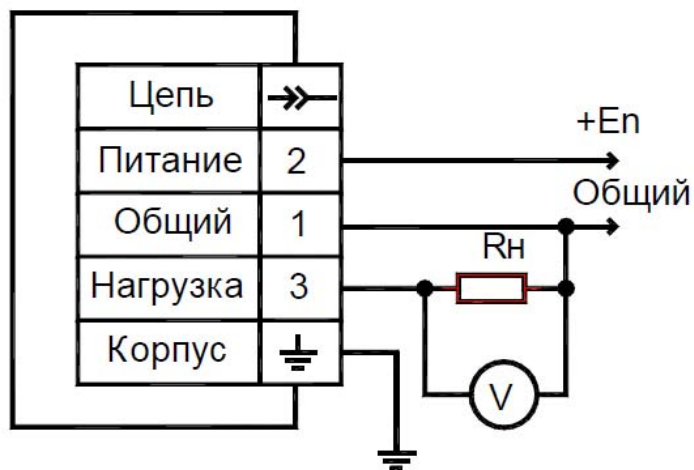 Цепь
+En
Питание 2
Общий
Общий 1
Rн
Нагрузка 3
Корпус
V